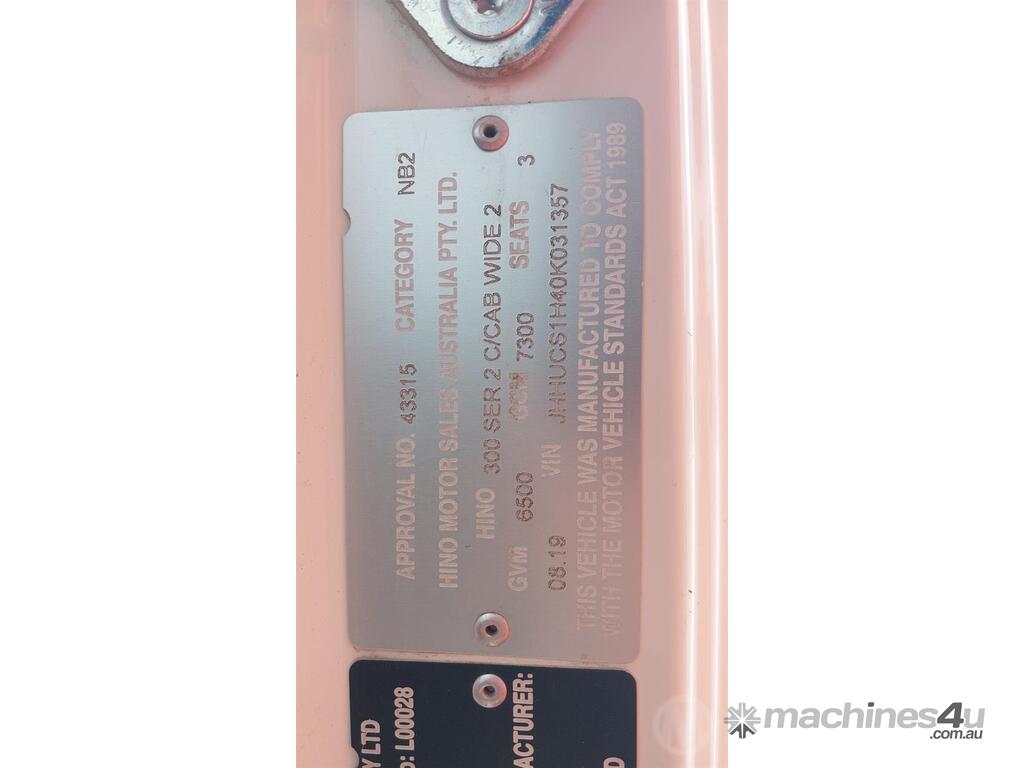 APPROVAL NO. 43315 CATEGORY NB2
HINO MOTOR SALES AUSTRALIA PTY. LTD.
HINO 300 SER 2 C/CAB WIDE 2
GVM 6500 GCM 7300 SEATS 3
08.19 VIN JHHUCS1H40K031357
THIS VEHICLE WAS MANUFACTURED TO COMPLY
WITH THE MOTOR VEHICLE STANDARDS ACT 1989
Y LTD
D: L00028
ACTURER:
D
machines4u
.com.au